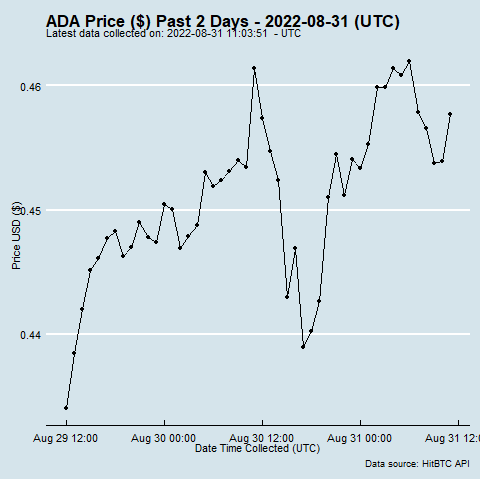 ADA Price ($) Past 2 Days - 2022-08-31 (UTC)
Latest data collected on: 2022-08-31 11:03:51 - UTC
0.46
0.45
0.44
Price USD ($)
Aug 29 12:00 Aug 30 00:00 Aug 30 12:00 Aug 31 00:00 Aug 31 12:0
Date Time Collected (UTC)
Data source: HitBTC API